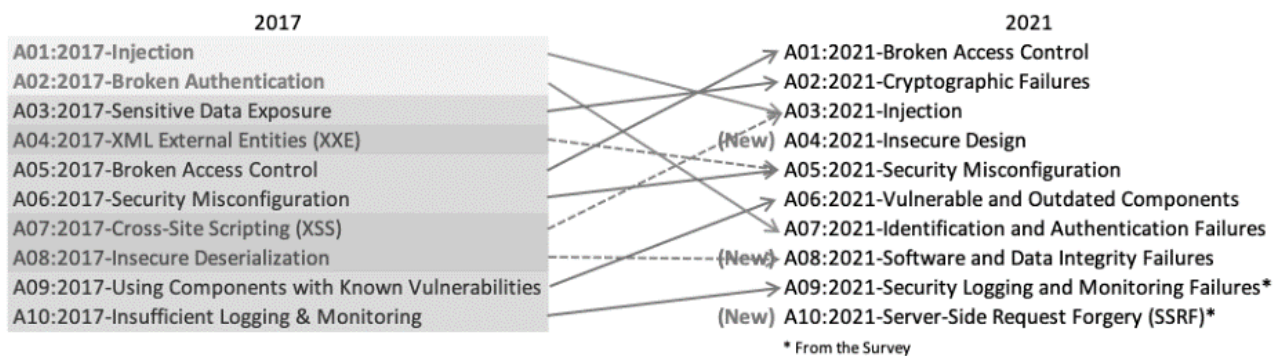 2017
A01:2017-Injection
A02:2017-Broken Authentication
A03:2017-Sensitive Data Exposure
A04:2017-XML External Entities (XXE)
A05:2017-Broken Access Control
A06:2017-Security Misconfiguration
A07:2017-Cross-Site Scripting (XSS)
A08:2017-Insecure Deserialization
A09:2017-Using Components with Known Vulnerabilities
A10:2017-Insufficient Logging & Monitoring
2021
A01:2021-Broken Access Control
A02:2021-Cryptographic Failures
A03:2021-Injection
(New) A04:2021-Insecure Design
A05:2021-Security Misconfiguration
A06:2021-Vulnerable and Outdated Components
A07:2021-Identification and Authentication Failures
(New) A08:2021-Software and Data Integrity Failures
A09:2021-Security Logging and Monitoring Failures*
(New) A10:2021-Server-Side Request Forgery (SSRF)*
* From the Survey